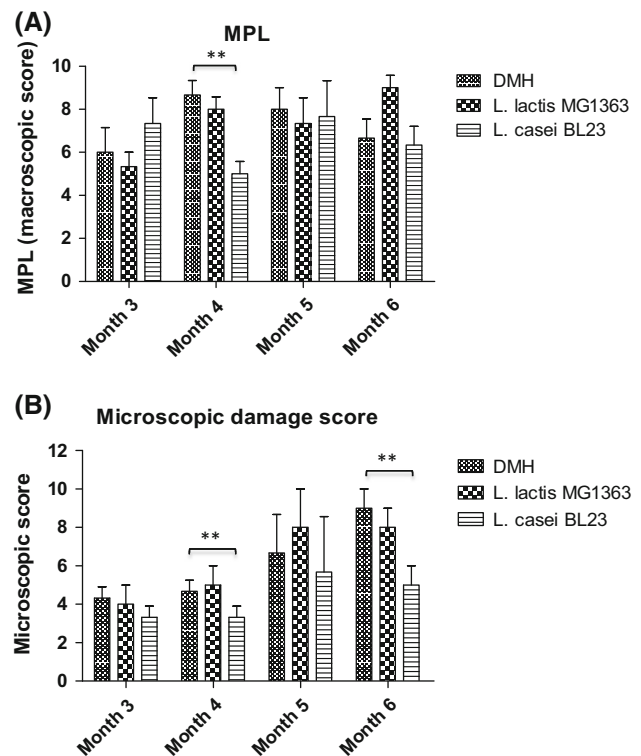 (A)
MPL
**
10
8
6
4
2
0
MPL (macroscopic score)
Month 3
Month 4
Month 5
Month 6
DMH
L. lactis MG1363
L. casei BL23
(B)
Microscopic damage score
**
**
12
10
8
6
4
2
0
Microscopic score
Month 3
Month 4
Month 5
Month 6
DMH
L. lactis MG1363
L. casei BL23